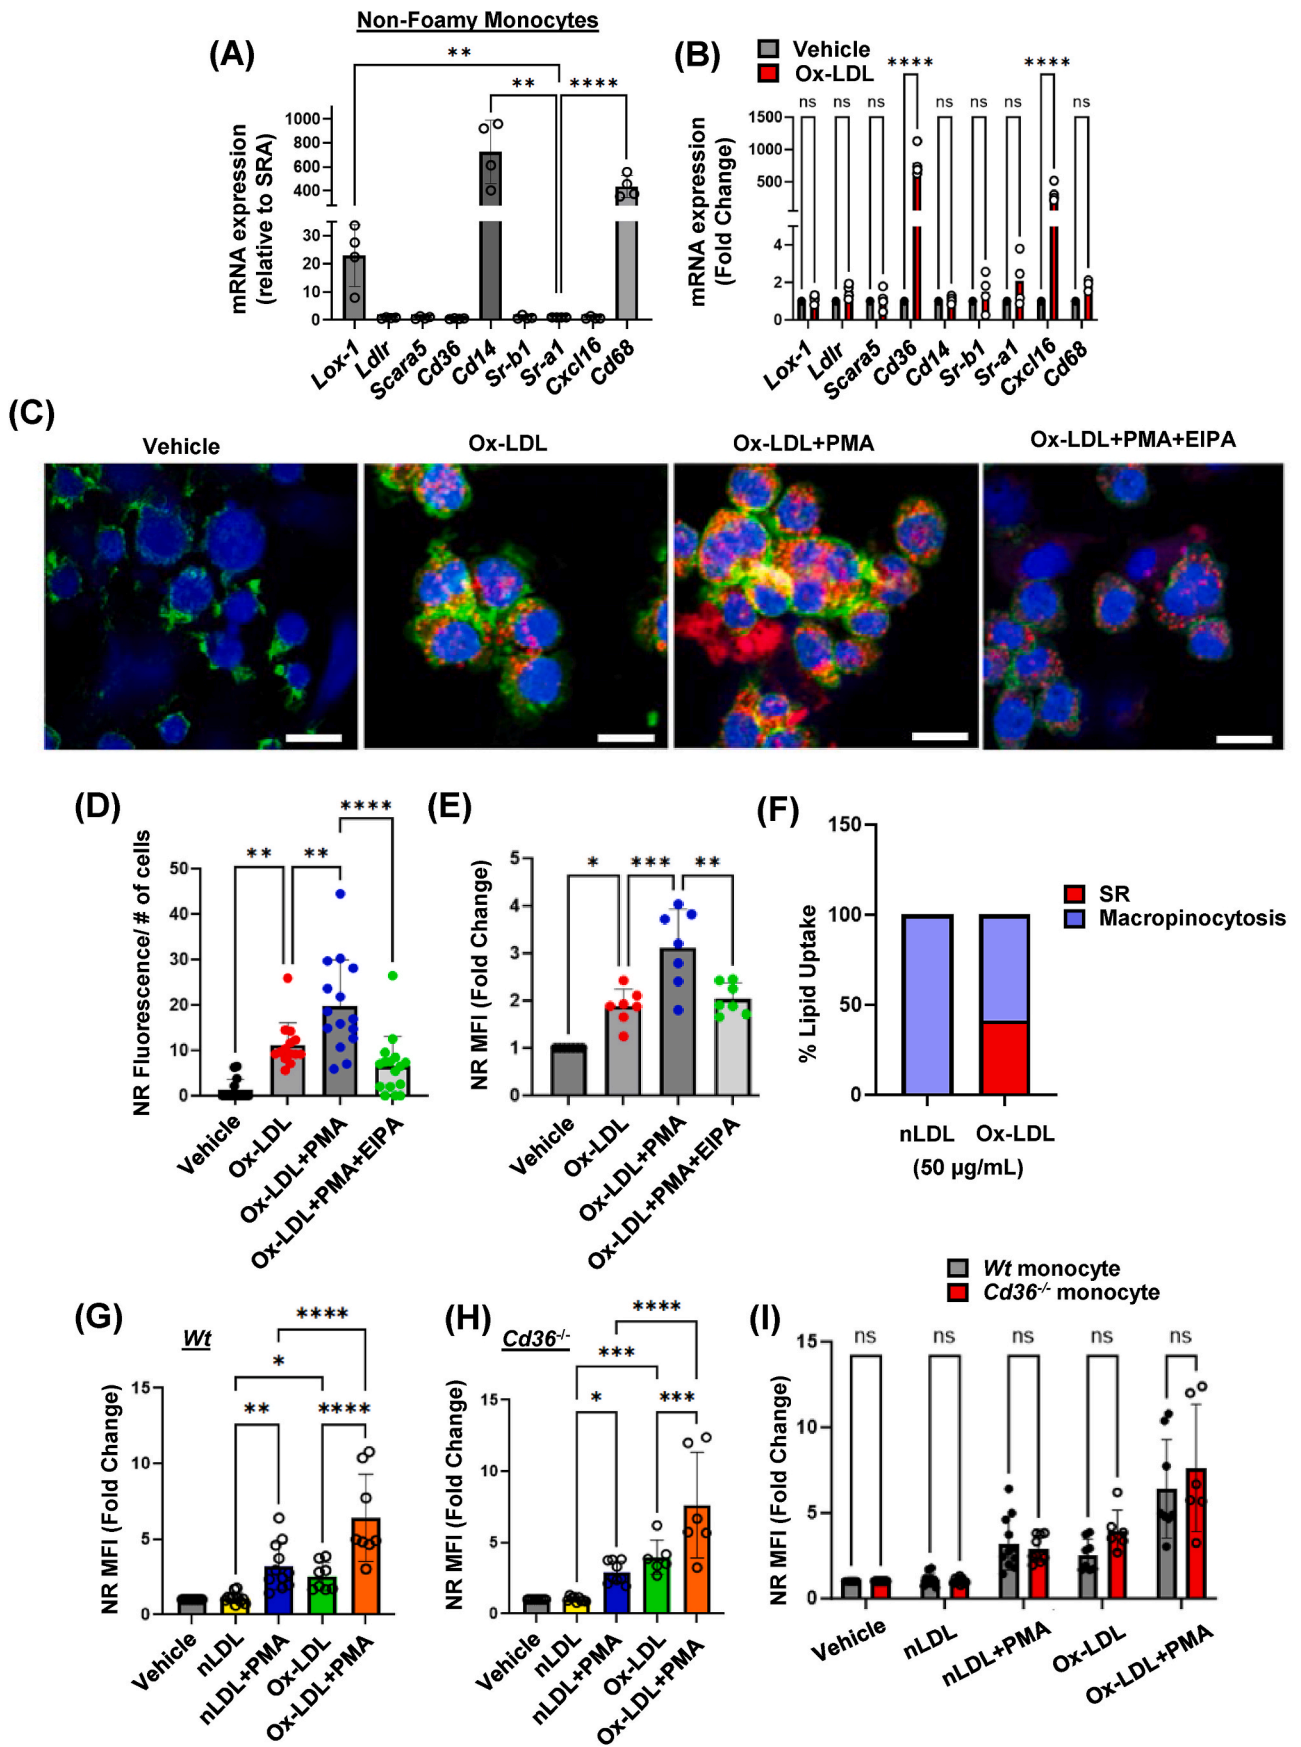 Non-Foamy Monocytes
(A)
**
**
****
mRNA expression
(relative to SRA)
1000
800
600
400
30
20
10
0
Lox-1
Ldlr
Scara5
Cd36
Cd14
Sr-b1
Sr-a1
Cxcl16
Cd68
(B)
Vehicle
Ox-LDL
ns
ns
ns
****
ns
ns
ns
****
ns
mRNA expression
(Fold Change)
1500
1000
500
4
2
0
Lox-1
Ldlr
Scara5
Cd36
Cd14
Sr-b1
Sr-a1
Cxcl16
Cd68
(C)
Vehicle
Ox-LDL
Ox-LDL+PMA
Ox-LDL+PMA+EIPA
(D)
**
**
****
NR Fluorescence/ # of cells
50
40
30
20
10
0
Vehicle
Ox-LDL
Ox-LDL+PMA
Ox-LDL+PMA+EIPA
(E)
*
***
**
NR MFI (Fold Change)
5
4
3
2
1
0
Vehicle
Ox-LDL
Ox-LDL+PMA
Ox-LDL+PMA+EIPA
(F)
SR
Macropinocytosis
% Lipid Uptake
150
100
50
0
nLDL
Ox-LDL
(50 µg/mL)
(G)
Wt
****
*
**
****
NR MFI (Fold Change)
15
10
5
0
Vehicle
nLDL
nLDL+PMA
Ox-LDL
Ox-LDL+PMA
(H)
Cd36-/-
****
***
*
***
NR MFI (Fold Change)
15
10
5
0
Vehicle
nLDL
nLDL+PMA
Ox-LDL
Ox-LDL+PMA
(I)
Wt monocyte
Cd36-/- monocyte
ns
ns
ns
ns
ns
NR MFI (Fold Change)
15
10
5
0
Vehicle
nLDL
nLDL+PMA
Ox-LDL
Ox-LDL+PMA